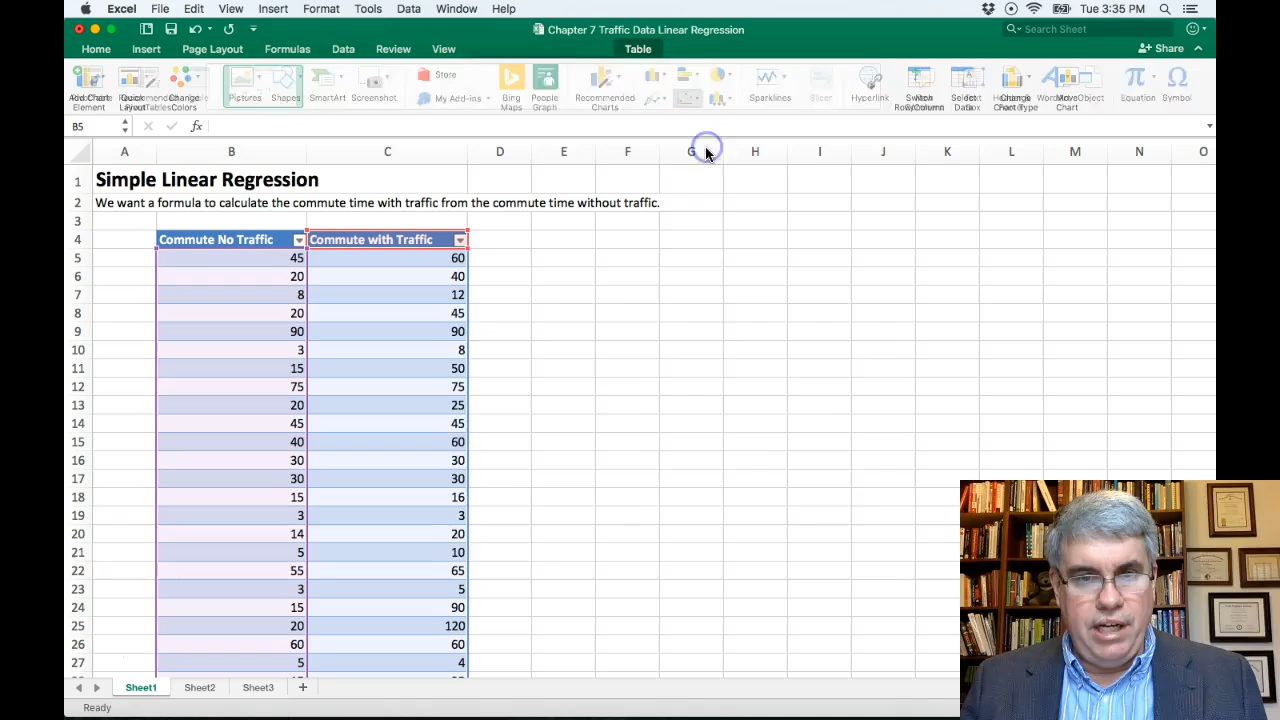 Excel File Edit View Insert Format Tools Data Window Help Tue 3:35 PM
Chapter 7 Traffic Data Linear Regression Search Sheet
Home Insert Page Layout Formulas Data Review View Table Share
Store
My Add-ins
Pictures Shapes SmartArt Screenshot
Bing Maps
People Graph
Recommended Charts
Sparklines Slicer
Equation Symbol
B5 fx
A B C D E F G H I J K L M N O
1 Simple Linear Regression
2 We want a formula to calculate the commute time with traffic from the commute time without traffic.
3
4 Commute No Traffic Commute with Traffic
5 45 60
6 20 40
7 8 12
8 20 45
9 90 90
10 3 8
11 15 50
12 75 75
13 20 25
14 45 45
15 40 60
16 30 30
17 30 30
18 15 16
19 3 3
20 14 20
21 5 10
22 55 65
23 3 5
24 15 90
25 20 120
26 60 60
27 5 4
Sheet1 Sheet2 Sheet3 +
Ready